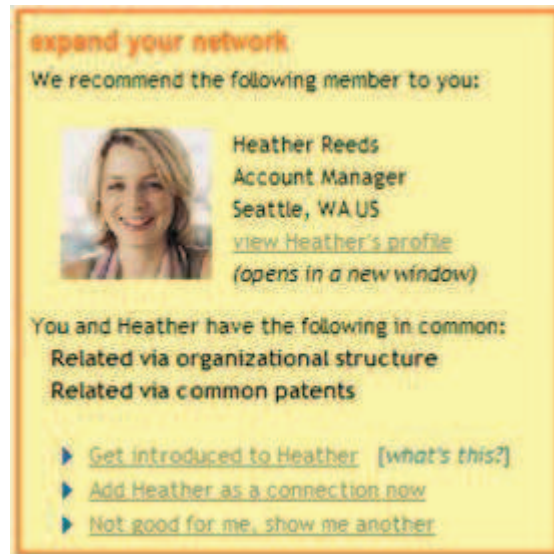 expand your network
We recommend the following member to you:
Heather Reeds
Account Manager
Seattle, WA US
view Heather's profile
(opens in a new window)
You and Heather have the following in common:
Related via organizational structure
Related via common patents
Get introduced to Heather [what's this?]
Add Heather as a connection now
Not good for me, show me another